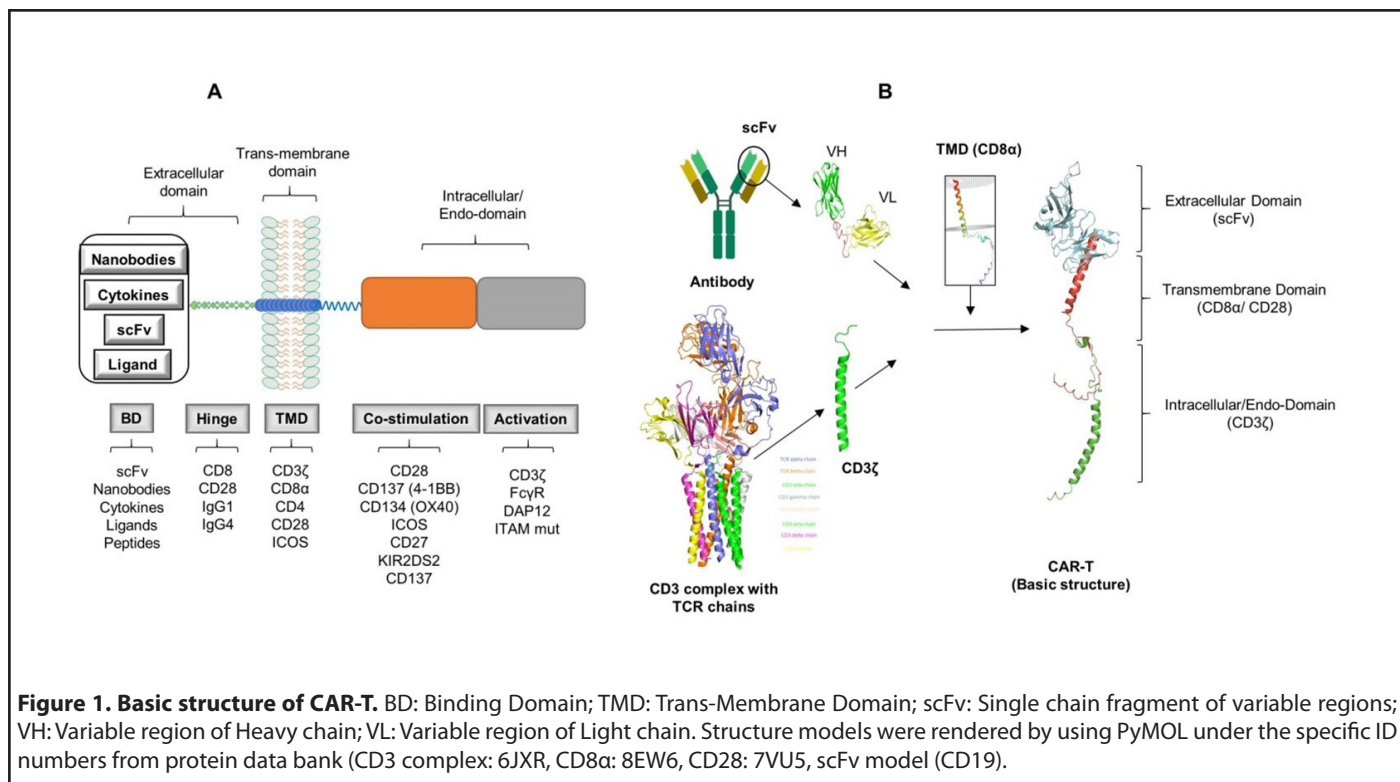 A
Extracellular
domain
Trans-membrane
domain
Intracellular/
Endo-domain
Nanobodies
Cytokines
scFv
Ligand
BD
scFv
Nanobodies
Cytokines
Ligands
Peptides
Hinge
CD8
CD28
IgG1
IgG4
TMD
CD3ζ
CD8α
CD4
CD28
ICOS
Co-stimulation
CD28
CD137 (4-1BB)
CD134 (OX40)
ICOS
CD27
KIR2DS2
CD137
Activation
CD3ζ
FcγR
DAP12
ITAM mut
B
scFv
Antibody
VH
VL
TMD (CD8α)
CD3 complex with
TCR chains
TCR alpha chain
CD3 gamma chain
CD3ζ
CAR-T
(Basic structure)
Extracellular Domain
(scFv)
Transmembrane Domain
(CD8α/ CD28)
Intracellular/Endo-Domain
(CD3ζ)
Figure 1. Basic structure of CAR-T. BD: Binding Domain; TMD: Trans-Membrane Domain; scFv: Single chain fragment of variable regions;
VH: Variable region of Heavy chain; VL: Variable region of Light chain. Structure models were rendered by using PyMOL under the specific ID
numbers from protein data bank (CD3 complex: 6JXR, CD8α: 8EW6, CD28: 7VU5, scFv model (CD19).